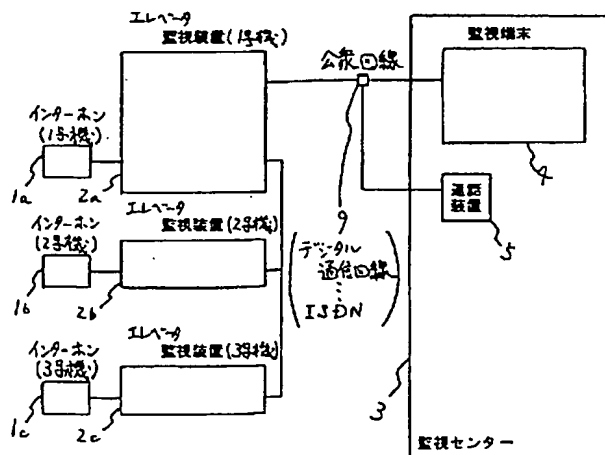 エレベータ
監視装置(1号機)
インターホン
(1号機)
1a
2a
エレベータ
監視装置(2号機)
インターホン
(2号機)
1b
2b
エレベータ
監視装置(3号機)
インターホン
(3号機)
1c
2c
公衆回線
9
デジタル
通信回線
⋮
ISDN
監視端末
4
通話
装置
5
3
監視センター